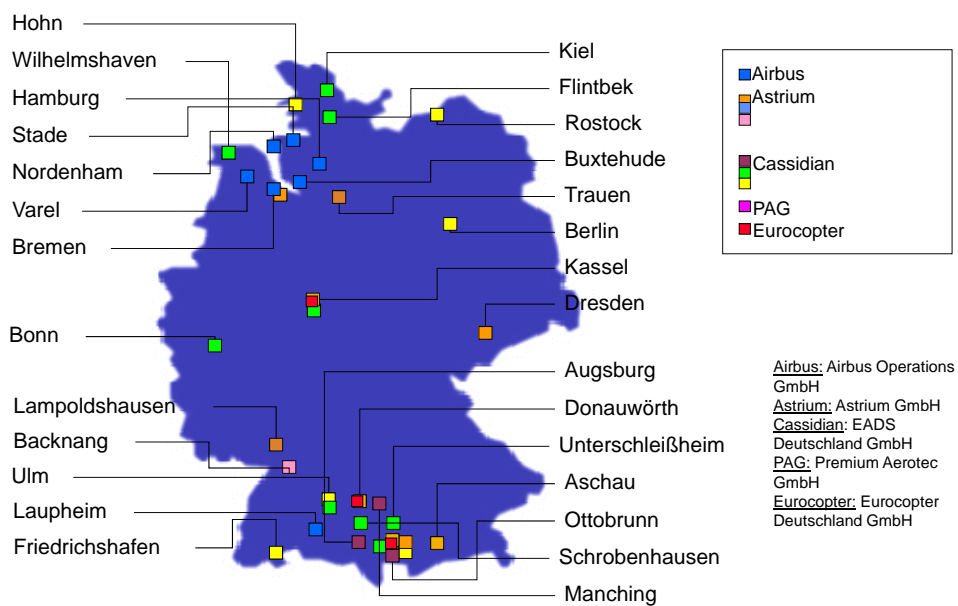 Hohn
Wilhelmshaven
Hamburg
Stade
Nordenham
Varel
Bremen
Bonn
Lampoldshausen
Backnang
Ulm
Laupheim
Friedrichshafen
Kiel
Flintbek
Rostock
Buxtehude
Trauen
Berlin
Kassel
Dresden
Augsburg
Donauwörth
Unterschleißheim
Aschau
Ottobrunn
Schrobenhausen
Manching
Airbus
Astrium
Cassidian
PAG
Eurocopter
Airbus: Airbus Operations
GmbH
Astrium: Astrium GmbH
Cassidian: EADS
Deutschland GmbH
PAG: Premium Aerotec
GmbH
Eurocopter: Eurocopter
Deutschland GmbH